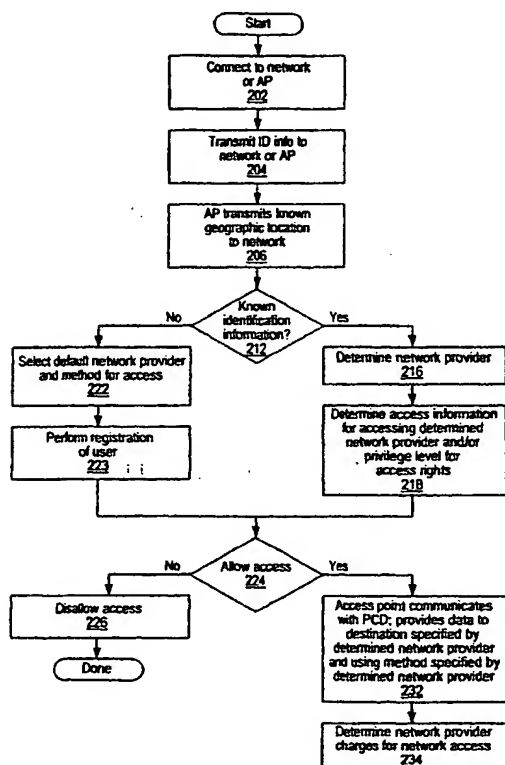 Start
Connect to network
or AP
202
Transmit ID info to
network or AP
204
AP transmits known
geographic location
to network
206
No
Known
identification
information?
212
Yes
Select default network provider
and method for access
222
Determine network provider
216
Perform registration
of user
223
Determine access information
for accessing determined
network provider and/or
privilege level for
access rights
218
No
Allow access
224
Yes
Disallow access
226
Done
Access point communicates
with PCD; provides data to
destination specified by
determined network provider
and using method specified by
determined network provider
232
Determine network provider
charges for network access
234